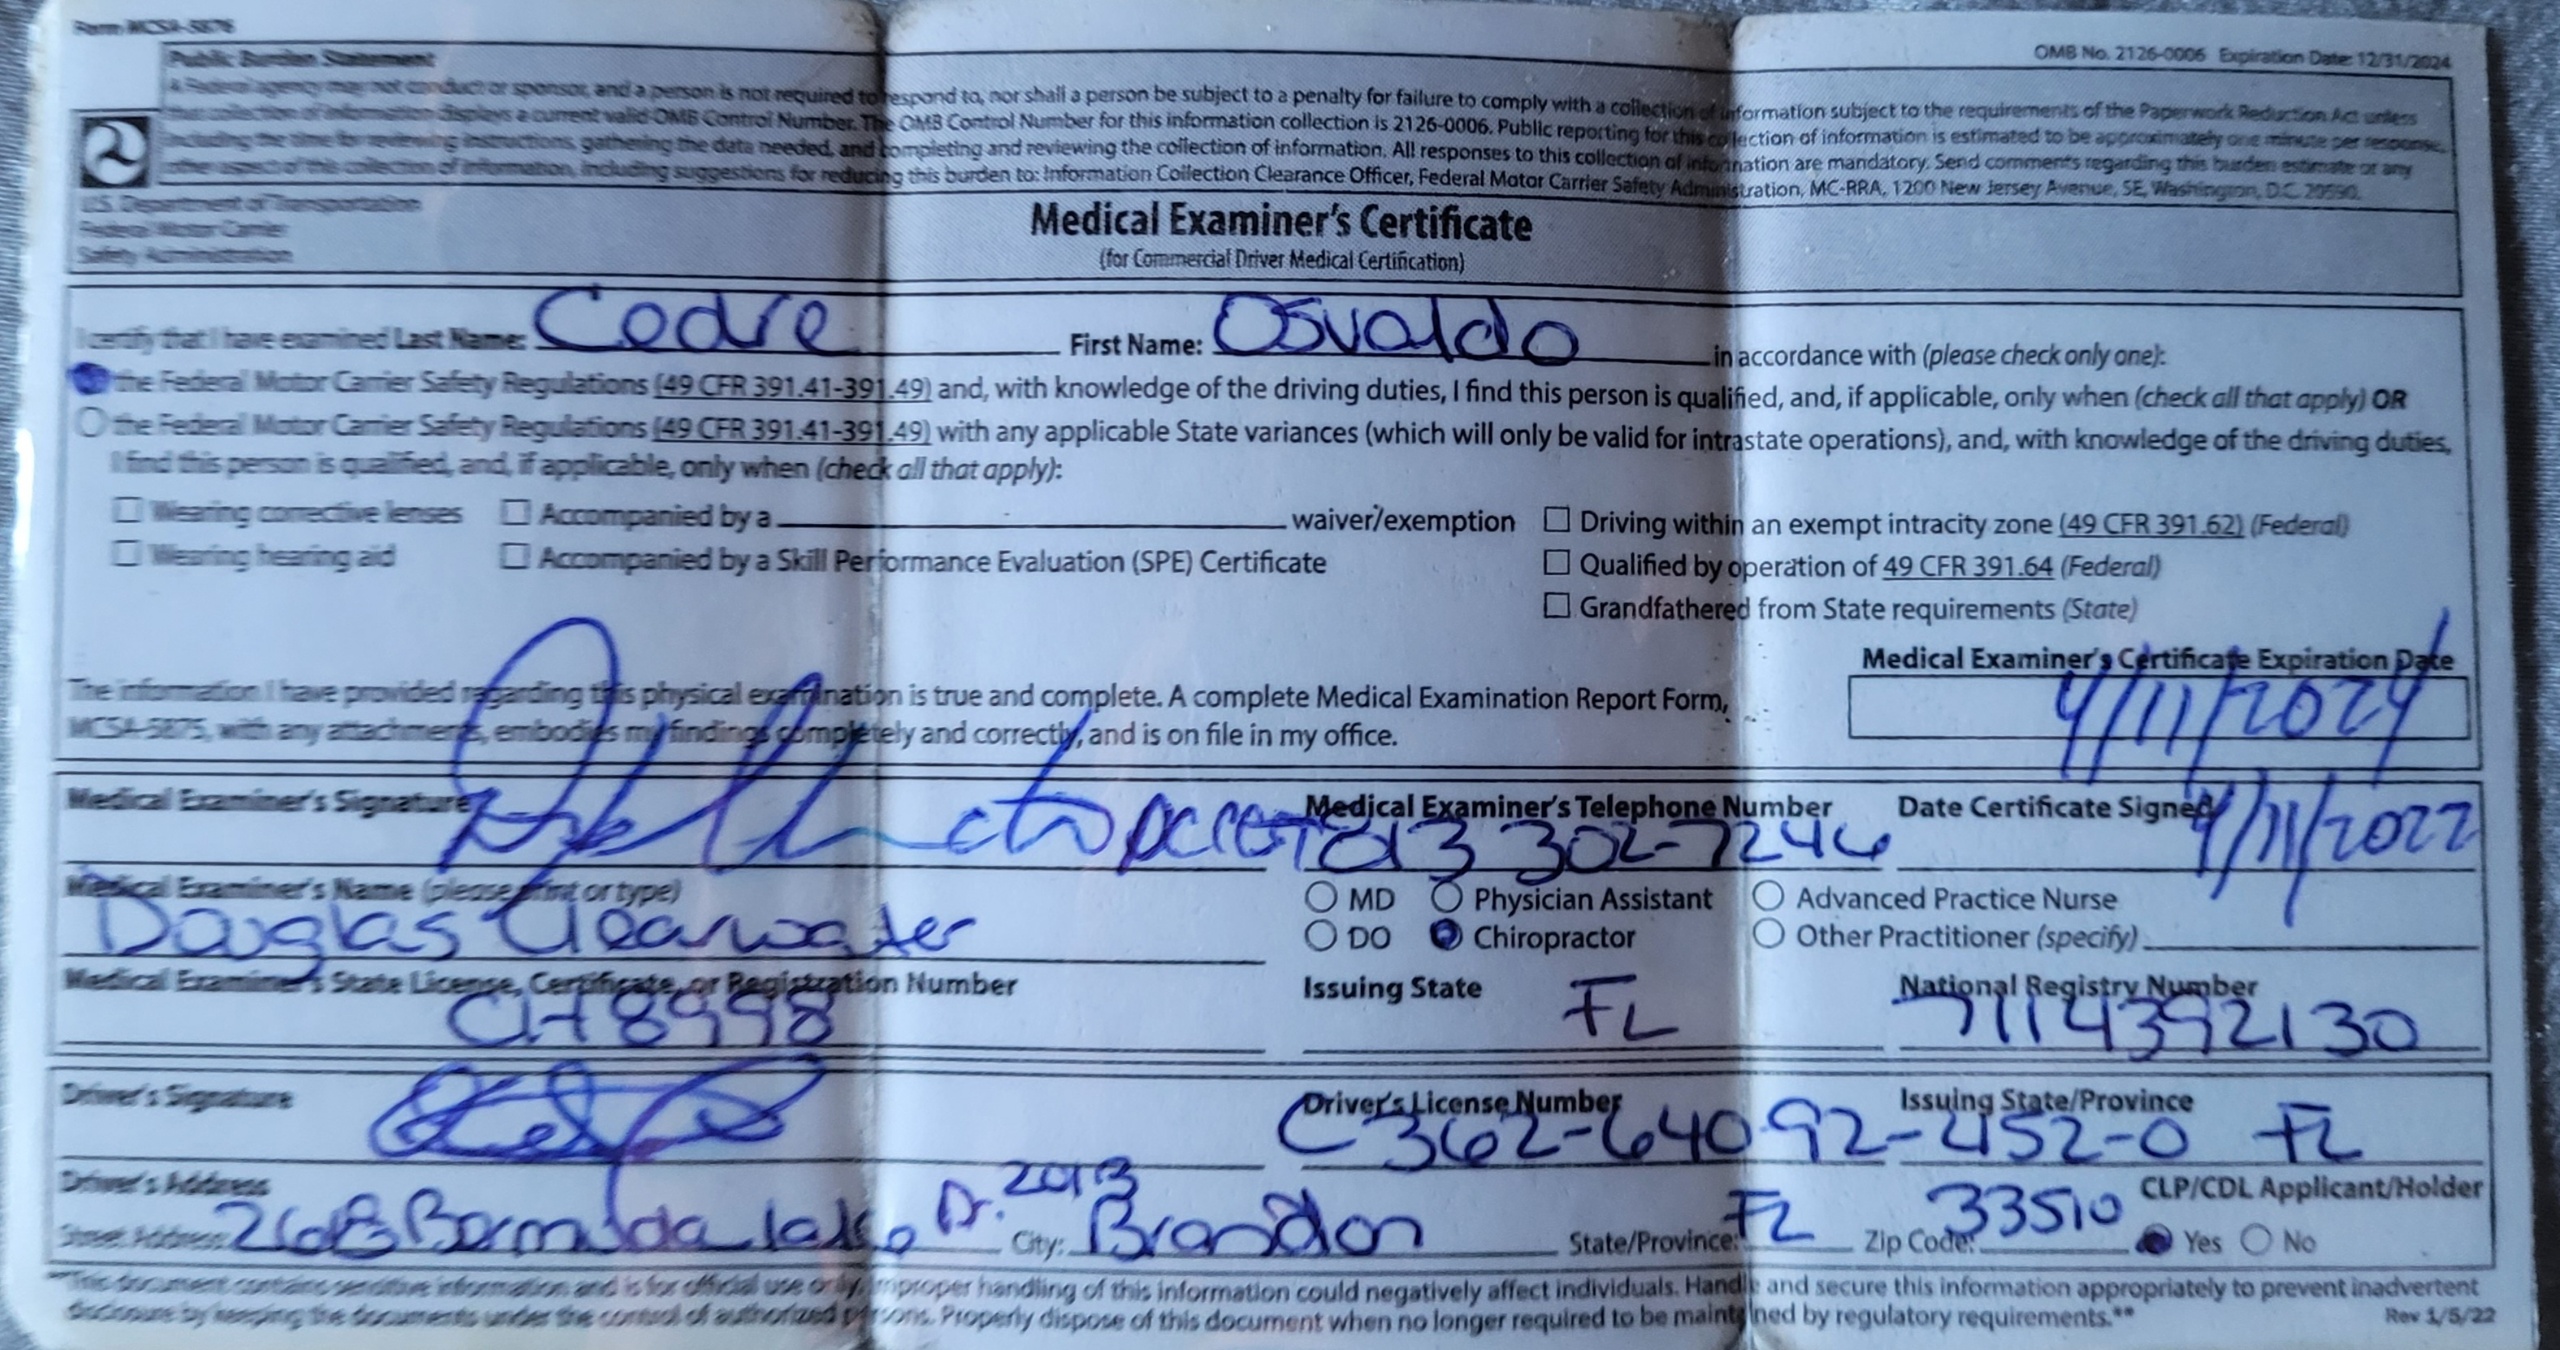 Form MCSA-5876
OMB No. 2126-0006 Expiration Date: 12/31/2024
Public Burden Statement
A Federal agency may not conduct or sponsor, and a person is not required to respond to, nor shall a person be subject to a penalty for failure to comply with a collection of information subject to the requirements of the Paperwork Reduction Act unless
that collection of information displays a current valid OMB Control Number. The OMB Control Number for this information collection is 2126-0006. Public reporting for this collection of information is estimated to be approximately one minute per response,
including the time for reviewing instructions, gathering the data needed, and completing and reviewing the collection of information. All responses to this collection of information are mandatory. Send comments regarding this burden estimate or any
other aspect of this collection of information, including suggestions for reducing this burden to: Information Collection Clearance Officer, Federal Motor Carrier Safety Administration, MC-RRA, 1200 New Jersey Avenue, SE, Washington, D.C. 20590.
U.S. Department of Transportation
Federal Motor Carrier
Safety Administration
Medical Examiner's Certificate
(for Commercial Driver Medical Certification)
I certify that I have examined Last Name: Codre First Name: Osvaldo in accordance with (please check only one):
the Federal Motor Carrier Safety Regulations (49 CFR 391.41-391.49) and, with knowledge of the driving duties, I find this person is qualified, and, if applicable, only when (check all that apply) OR
the Federal Motor Carrier Safety Regulations (49 CFR 391.41-391.49) with any applicable State variances (which will only be valid for intrastate operations), and, with knowledge of the driving duties,
I find this person is qualified, and, if applicable, only when (check all that apply):
Wearing corrective lenses Accompanied by a waiver/exemption Driving within an exempt intracity zone (49 CFR 391.62) (Federal)
Wearing hearing aid Accompanied by a Skill Performance Evaluation (SPE) Certificate Qualified by operation of 49 CFR 391.64 (Federal)
Grandfathered from State requirements (State)
Medical Examiner's Certificate Expiration Date
4/11/2024
The information I have provided regarding this physical examination is true and complete. A complete Medical Examination Report Form,
MCSA-5875, with any attachments, embodies my findings completely and correctly, and is on file in my office.
Medical Examiner's Signature Medical Examiner's Telephone Number Date Certificate Signed
813 302-7246 4/11/2022
Medical Examiner's Name (please print or type) MD Physician Assistant Advanced Practice Nurse
Douglas Clearwater DO Chiropractor Other Practitioner (specify)
Medical Examiner's State License, Certificate, or Registration Number Issuing State National Registry Number
CH8998 FL 7114392130
Driver's Signature Driver's License Number Issuing State/Province
C362-640-92-452-0 FL
Driver's Address CLP/CDL Applicant/Holder
Street Address: Bermuda lake Dr. 2013 City: Brandon State/Province: FL Zip Code: 33510 Yes No
**This document contains sensitive information and is for official use only. Improper handling of this information could negatively affect individuals. Handle and secure this information appropriately to prevent inadvertent
disclosure by keeping the documents under the control of authorized persons. Properly dispose of this document when no longer required to be maintained by regulatory requirements.**
Rev 1/5/22